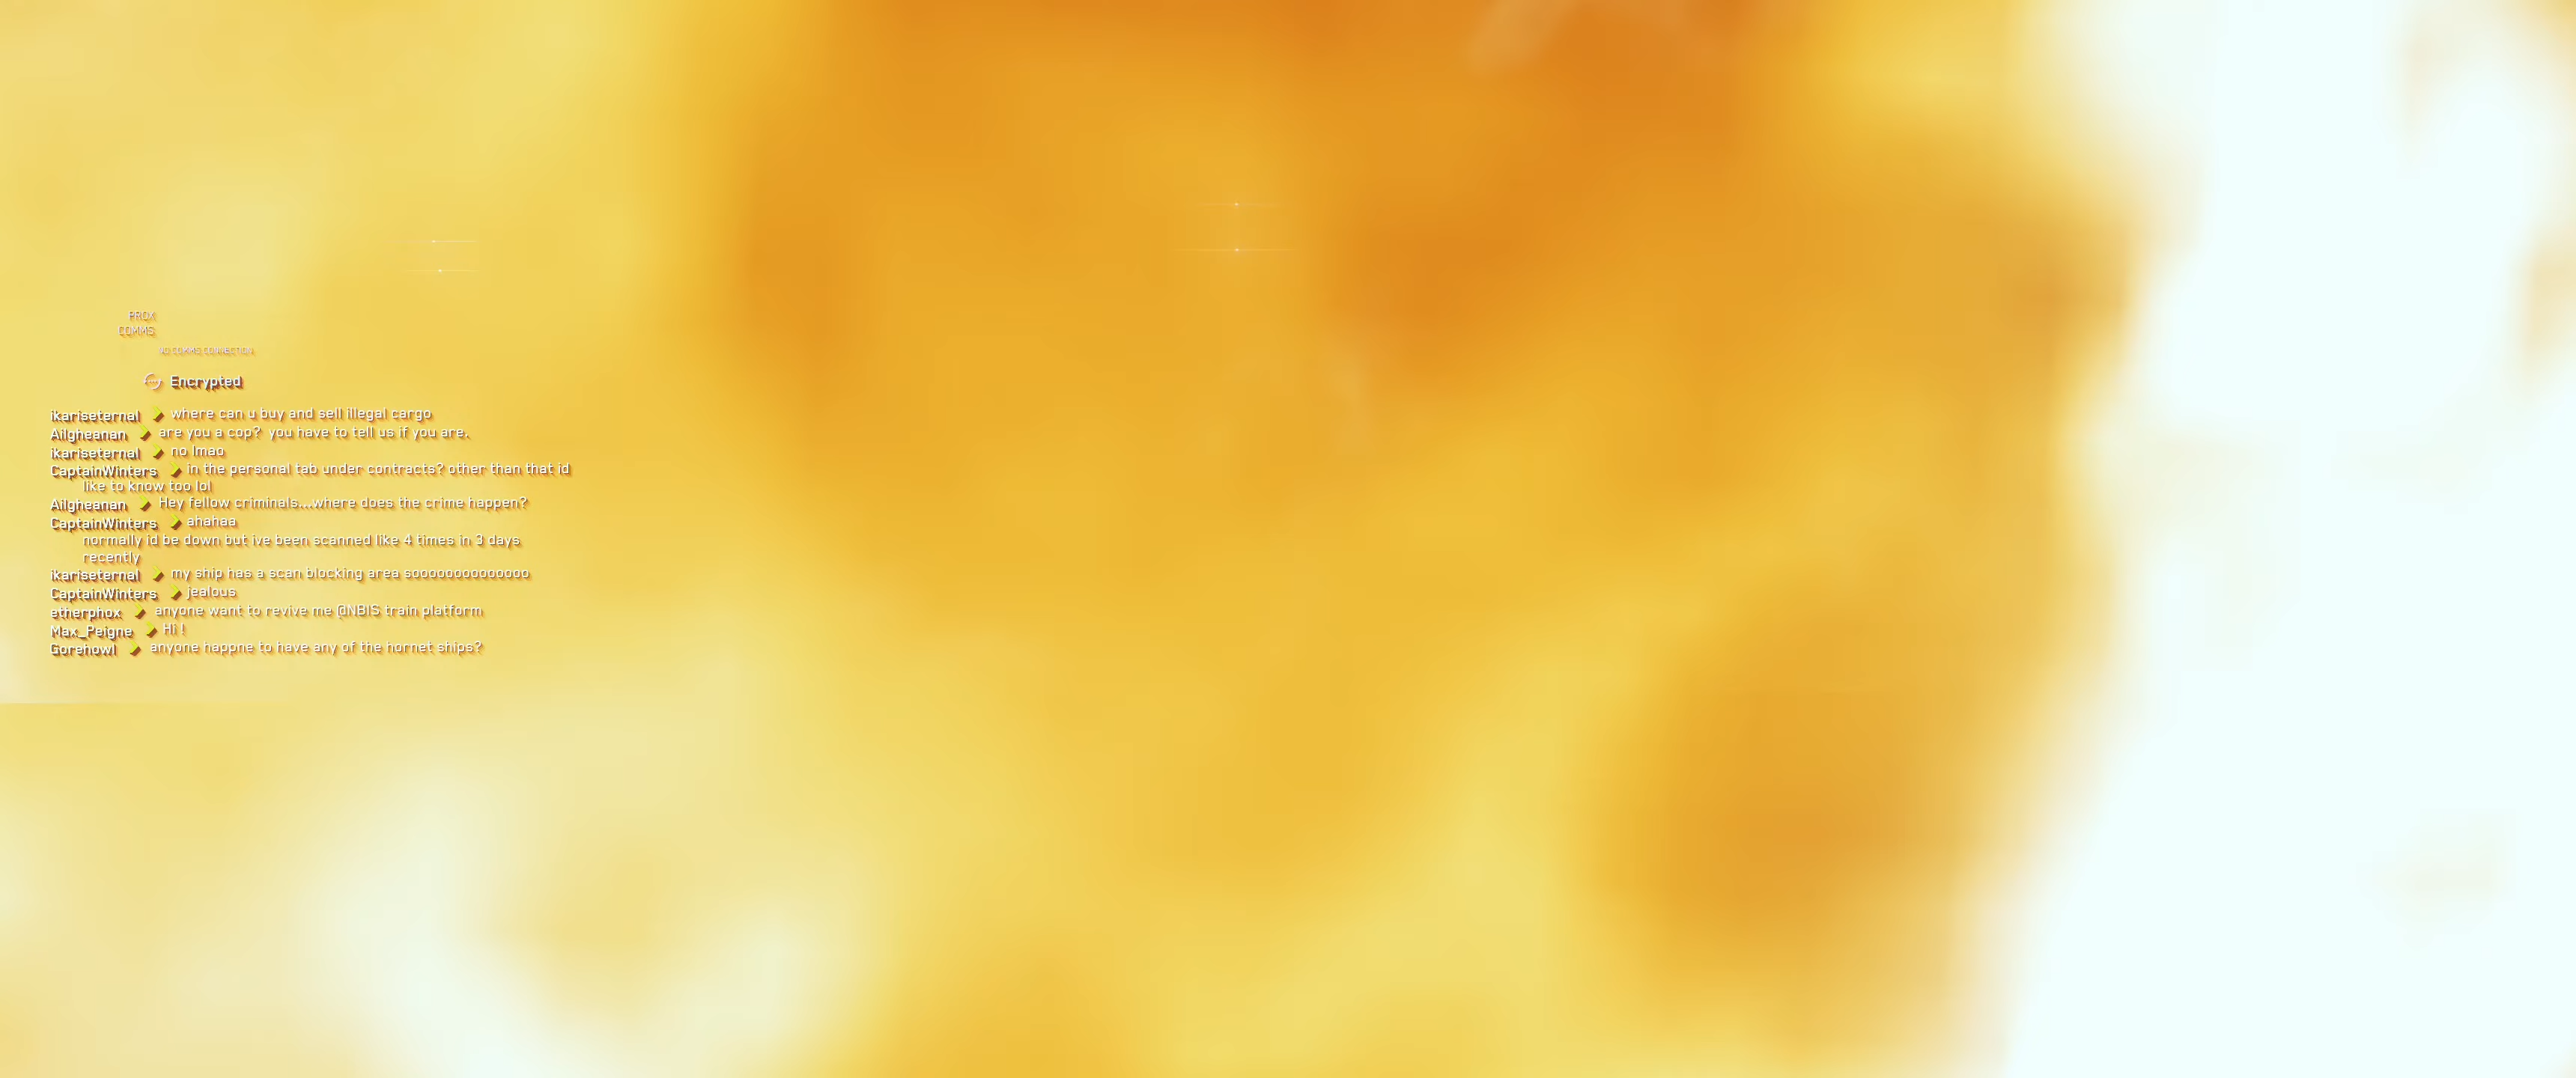 PROX
COMMS
NO COMMS CONNECTION
Encrypted
ikariseternal where can u buy and sell illegal cargo
Ailgheanan are you a cop? you have to tell us if you are.
ikariseternal no lmao
CaptainWinters in the personal tab under contracts? other than that id
like to know too lol
Ailgheanan Hey fellow criminals....where does the crime happen?
CaptainWinters ahahaa
normally id be down but ive been scanned like 4 times in 3 days
recently
ikariseternal my ship has a scan blocking area soooooooooooooo
CaptainWinters jealous
etherphox anyone want to revive me @NBIS train platform
Max_Peigne Hi !
Gorehowl anyone happne to have any of the hornet ships?